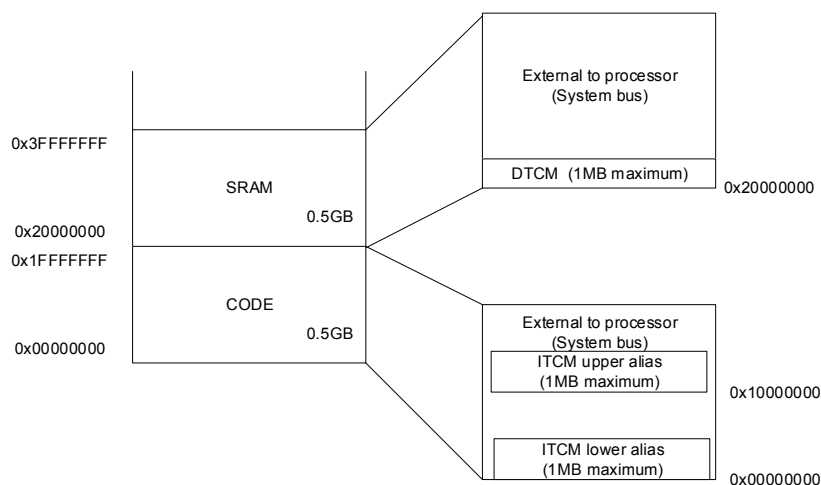 0x3FFFFFFF
SRAM
0.5GB
0x20000000
0x1FFFFFFF
CODE
0.5GB
0x00000000
External to processor
(System bus)
DTCM (1MB maximum)
0x20000000
External to processor
(System bus)
ITCM upper alias
(1MB maximum)
0x10000000
ITCM lower alias
(1MB maximum)
0x00000000